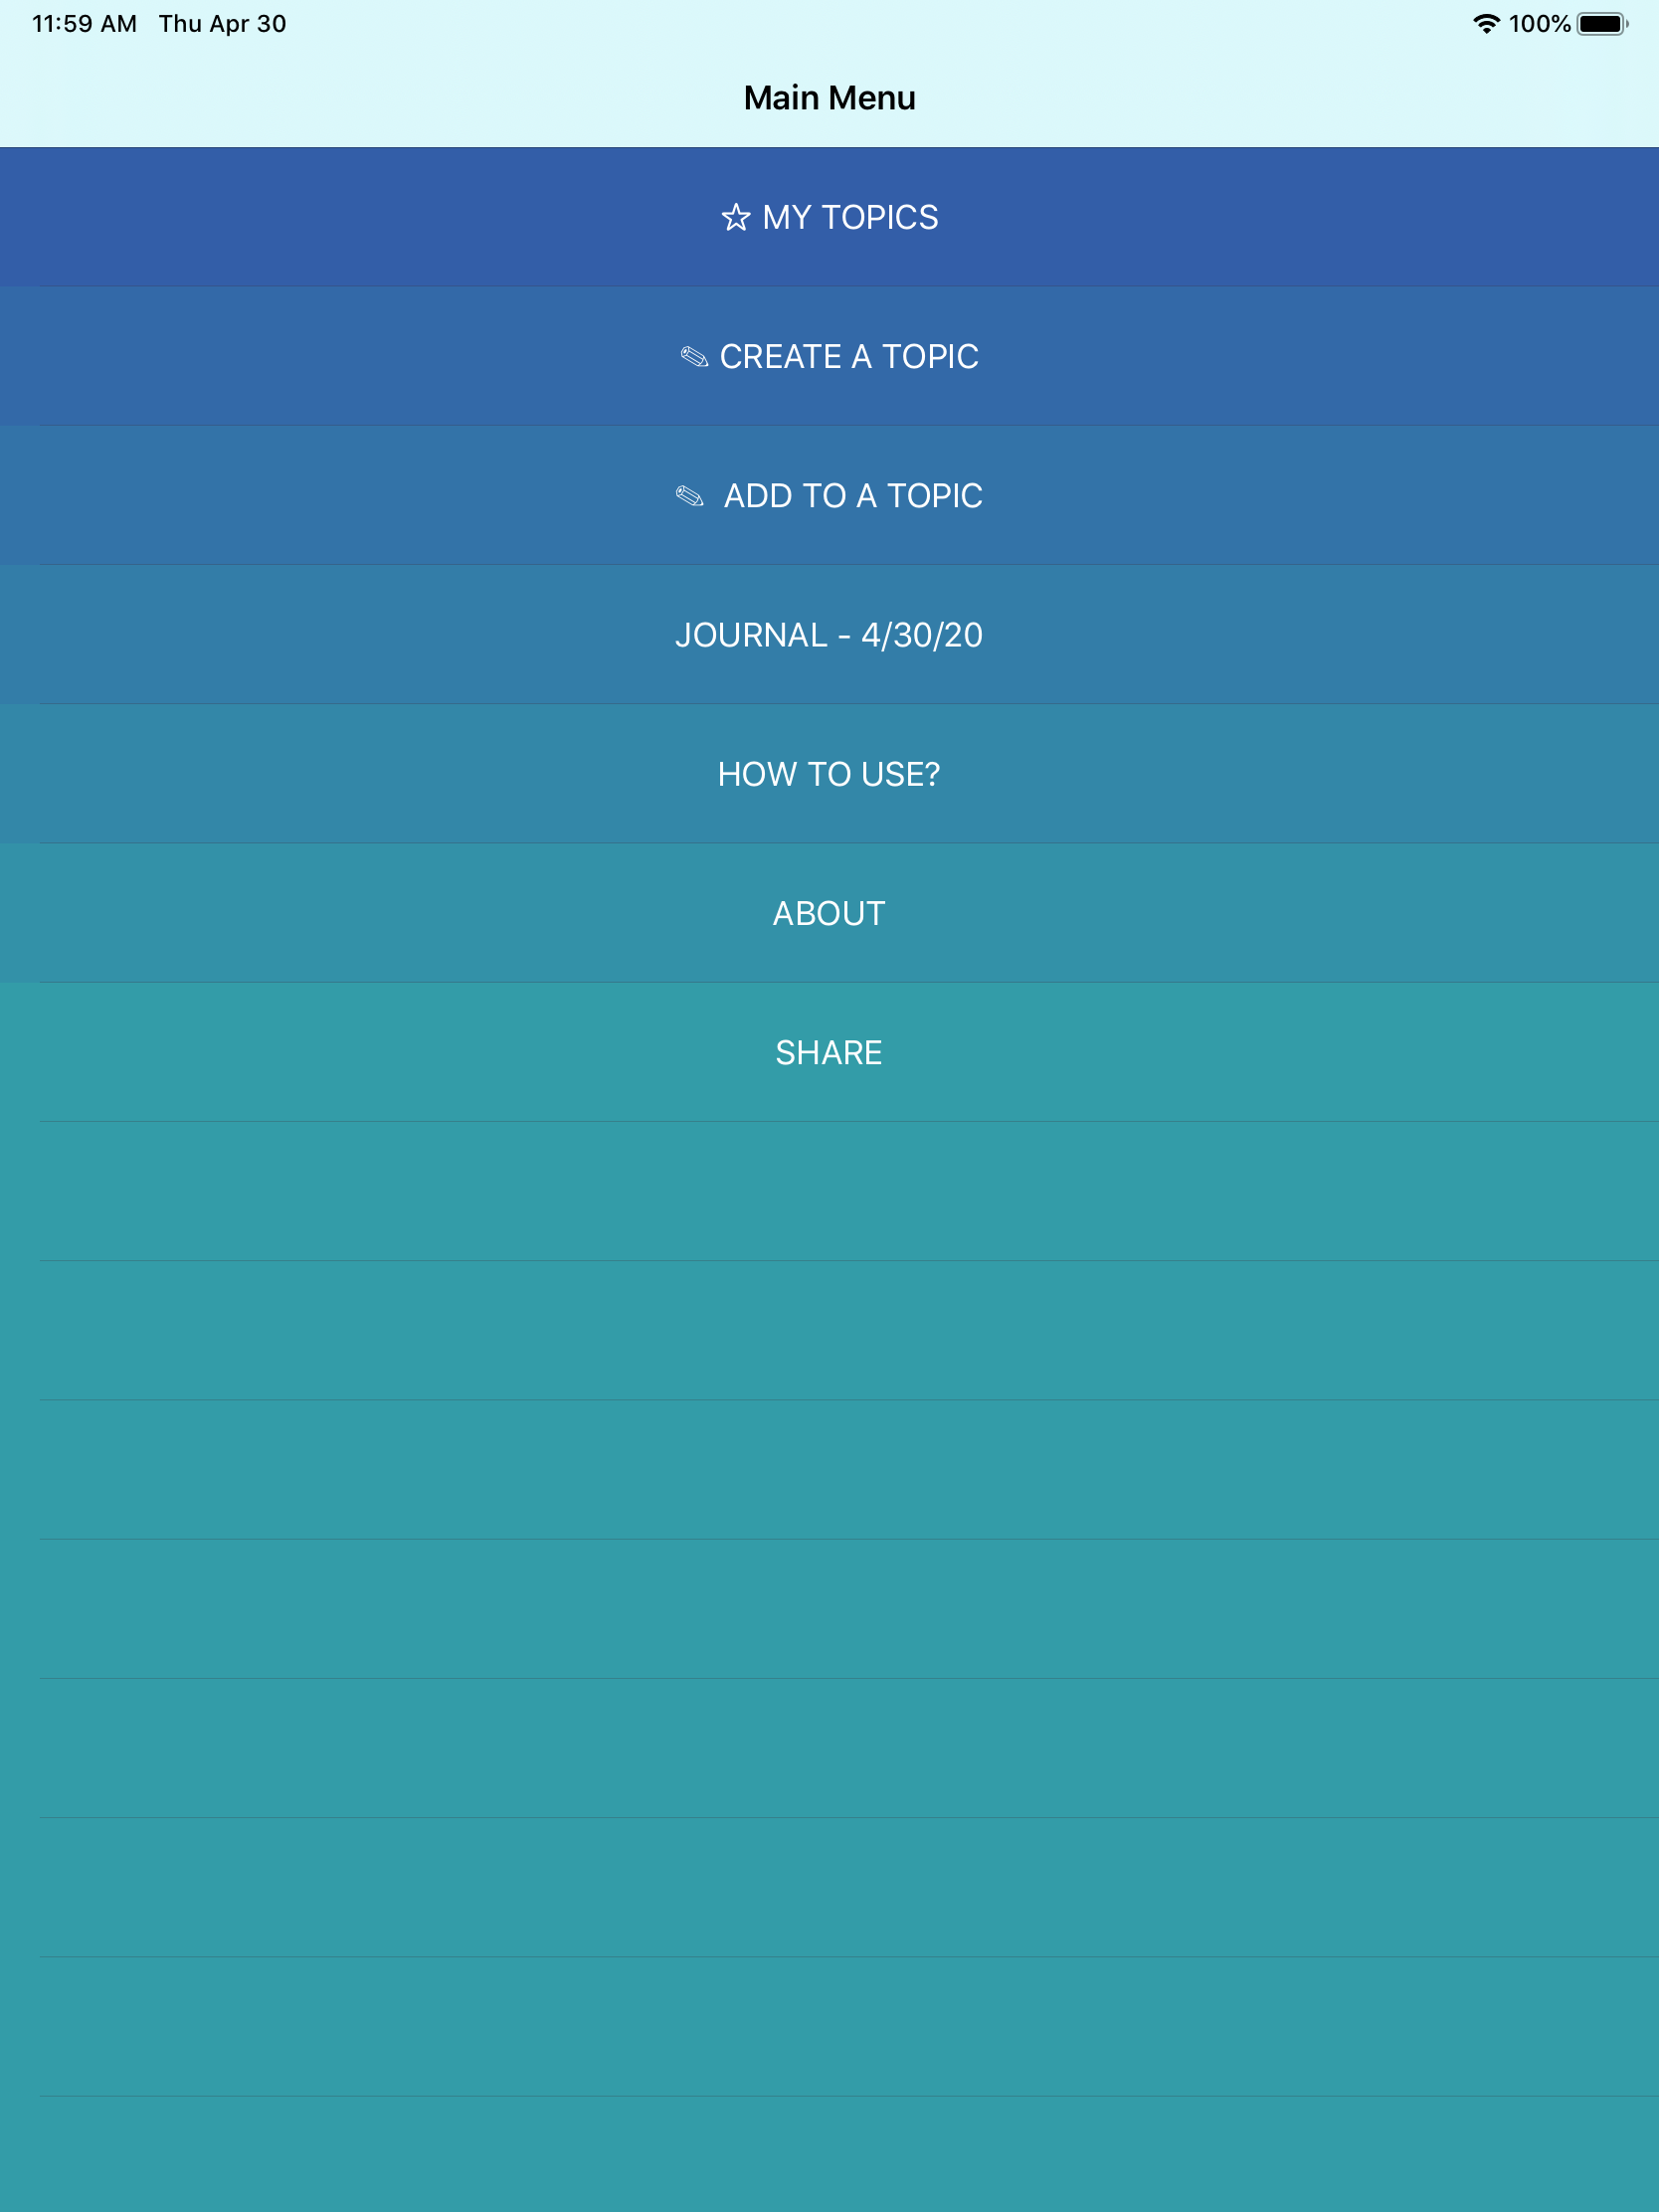 11:59 AM Thu Apr 30 100%
Main Menu
☆ MY TOPICS
✎ CREATE A TOPIC
✎ ADD TO A TOPIC
JOURNAL - 4/30/20
HOW TO USE?
ABOUT
SHARE